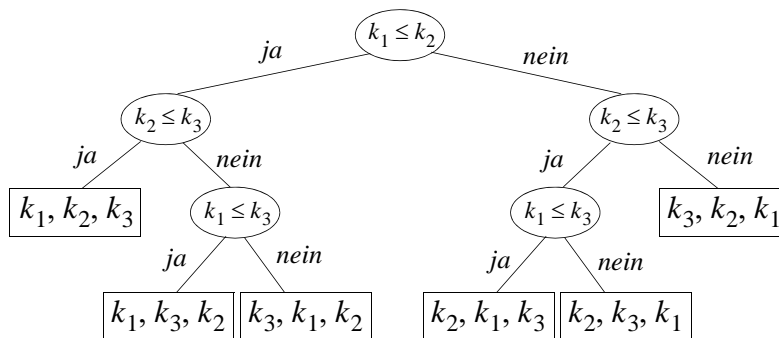 k₁ ≤ k₂
ja nein
k₂ ≤ k₃ k₂ ≤ k₃
ja nein ja nein
k₁, k₂, k₃ k₁ ≤ k₃ k₁ ≤ k₃ k₃, k₂, k₁
ja nein ja nein
k₁, k₃, k₂ k₃, k₁, k₂ k₂, k₁, k₃ k₂, k₃, k₁